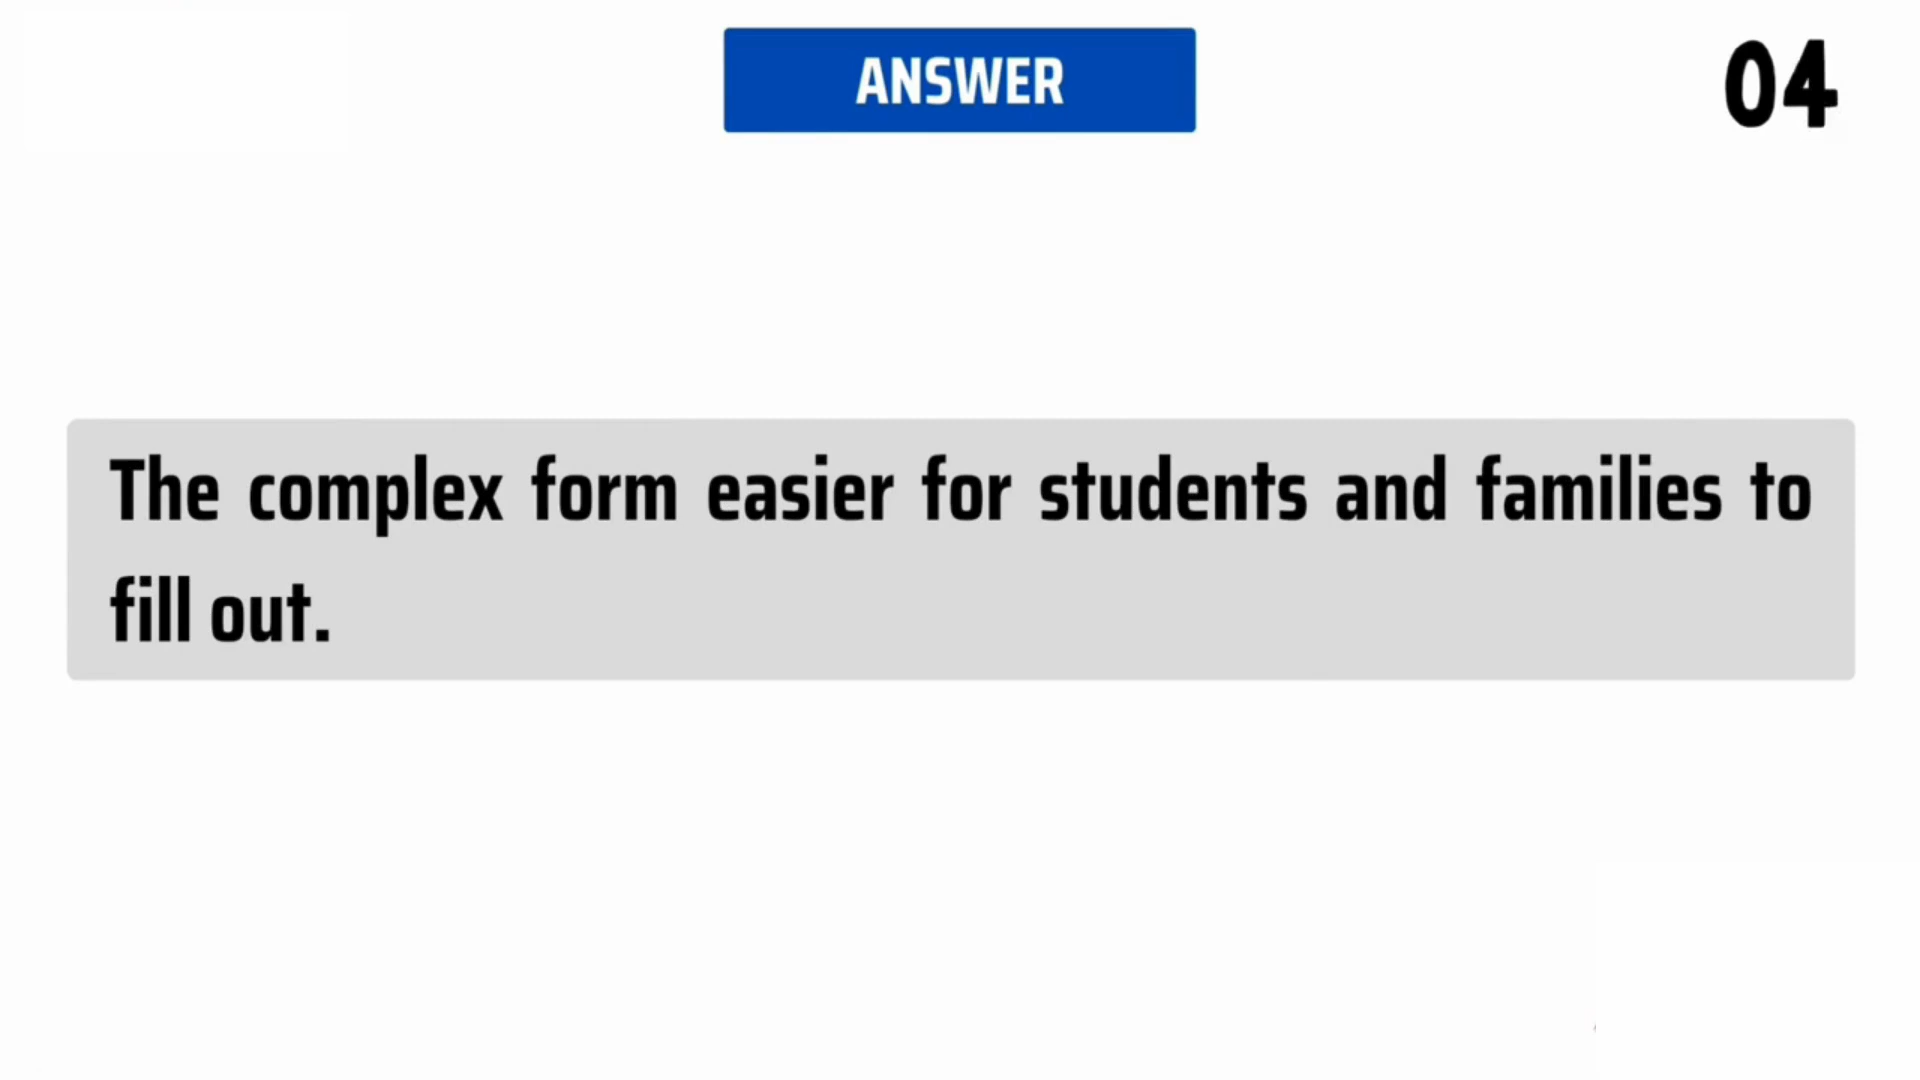 ANSWER
04
The complex form easier for students and families to
fill out.